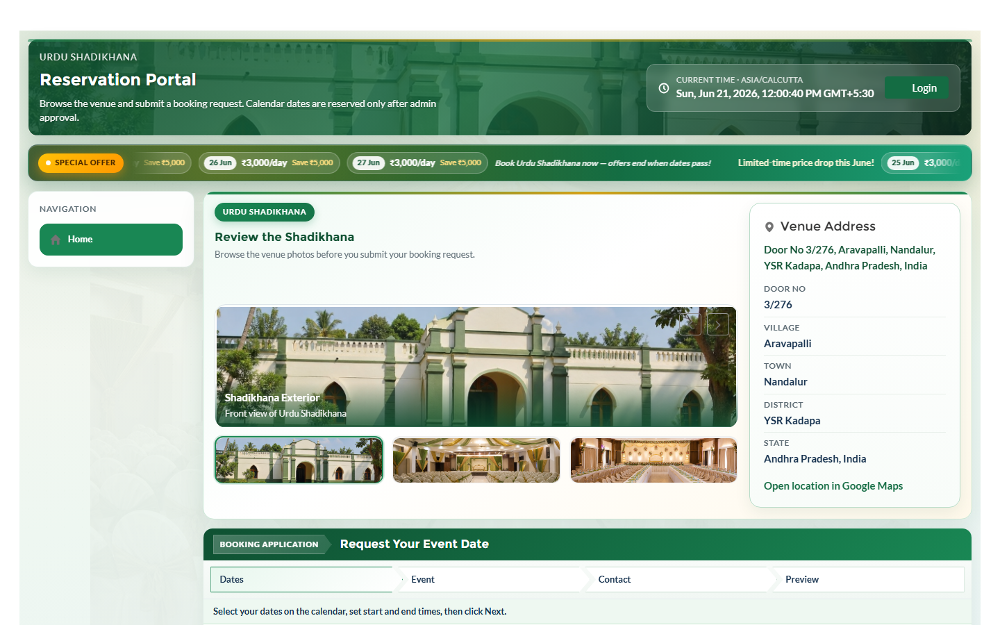 URDU SHADIKHANA
Reservation Portal
Browse the venue and submit a booking request. Calendar dates are reserved only after admin
approval.
CURRENT TIME · ASIA/CALCUTTA
Sun, Jun 21, 2026, 12:00:40 PM GMT+5:30
Login
SPECIAL OFFER
Save ₹5,000
26 Jun ₹3,000/day Save ₹5,000
27 Jun ₹3,000/day Save ₹5,000
Book Urdu Shadikhana now — offers end when dates pass!
Limited-time price drop this June!
25 Jun ₹3,000/d
NAVIGATION
Home
URDU SHADIKHANA
Review the Shadikhana
Browse the venue photos before you submit your booking request.
Shadikhana Exterior
Front view of Urdu Shadikhana
Venue Address
Door No 3/276, Aravapalli, Nandalur,
YSR Kadapa, Andhra Pradesh, India
DOOR NO
3/276
VILLAGE
Aravapalli
TOWN
Nandalur
DISTRICT
YSR Kadapa
STATE
Andhra Pradesh, India
Open location in Google Maps
BOOKING APPLICATION
Request Your Event Date
Dates
Event
Contact
Preview
Select your dates on the calendar, set start and end times, then click Next.